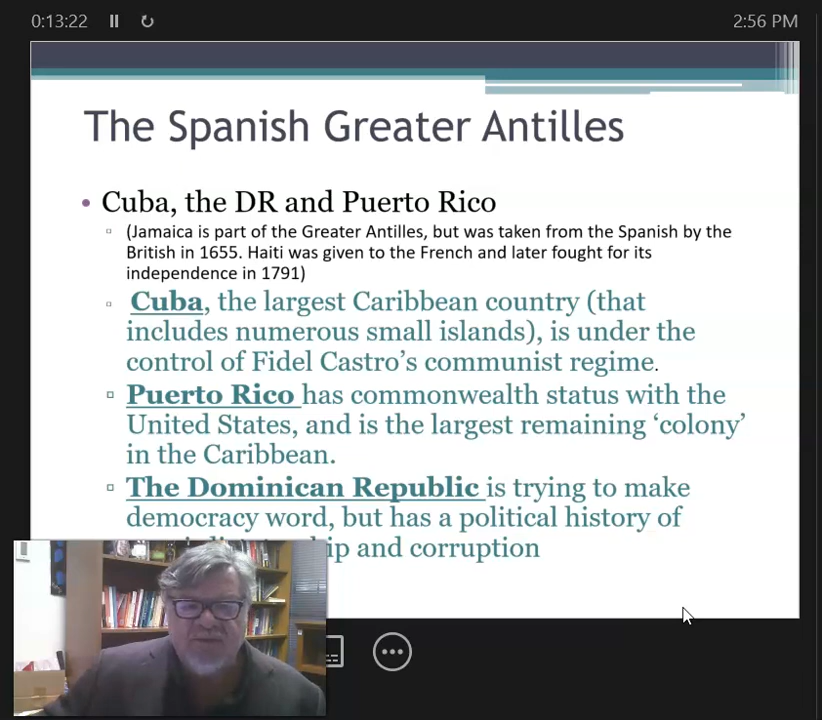 0:13:22
2:56 PM
The Spanish Greater Antilles
• Cuba, the DR and Puerto Rico
(Jamaica is part of the Greater Antilles, but was taken from the Spanish by the
British in 1655. Haiti was given to the French and later fought for its
independence in 1791)
Cuba, the largest Caribbean country (that
includes numerous small islands), is under the
control of Fidel Castro's communist regime.
Puerto Rico has commonwealth status with the
United States, and is the largest remaining 'colony'
in the Caribbean.
The Dominican Republic is trying to make
democracy word, but has a political history of
and corruption